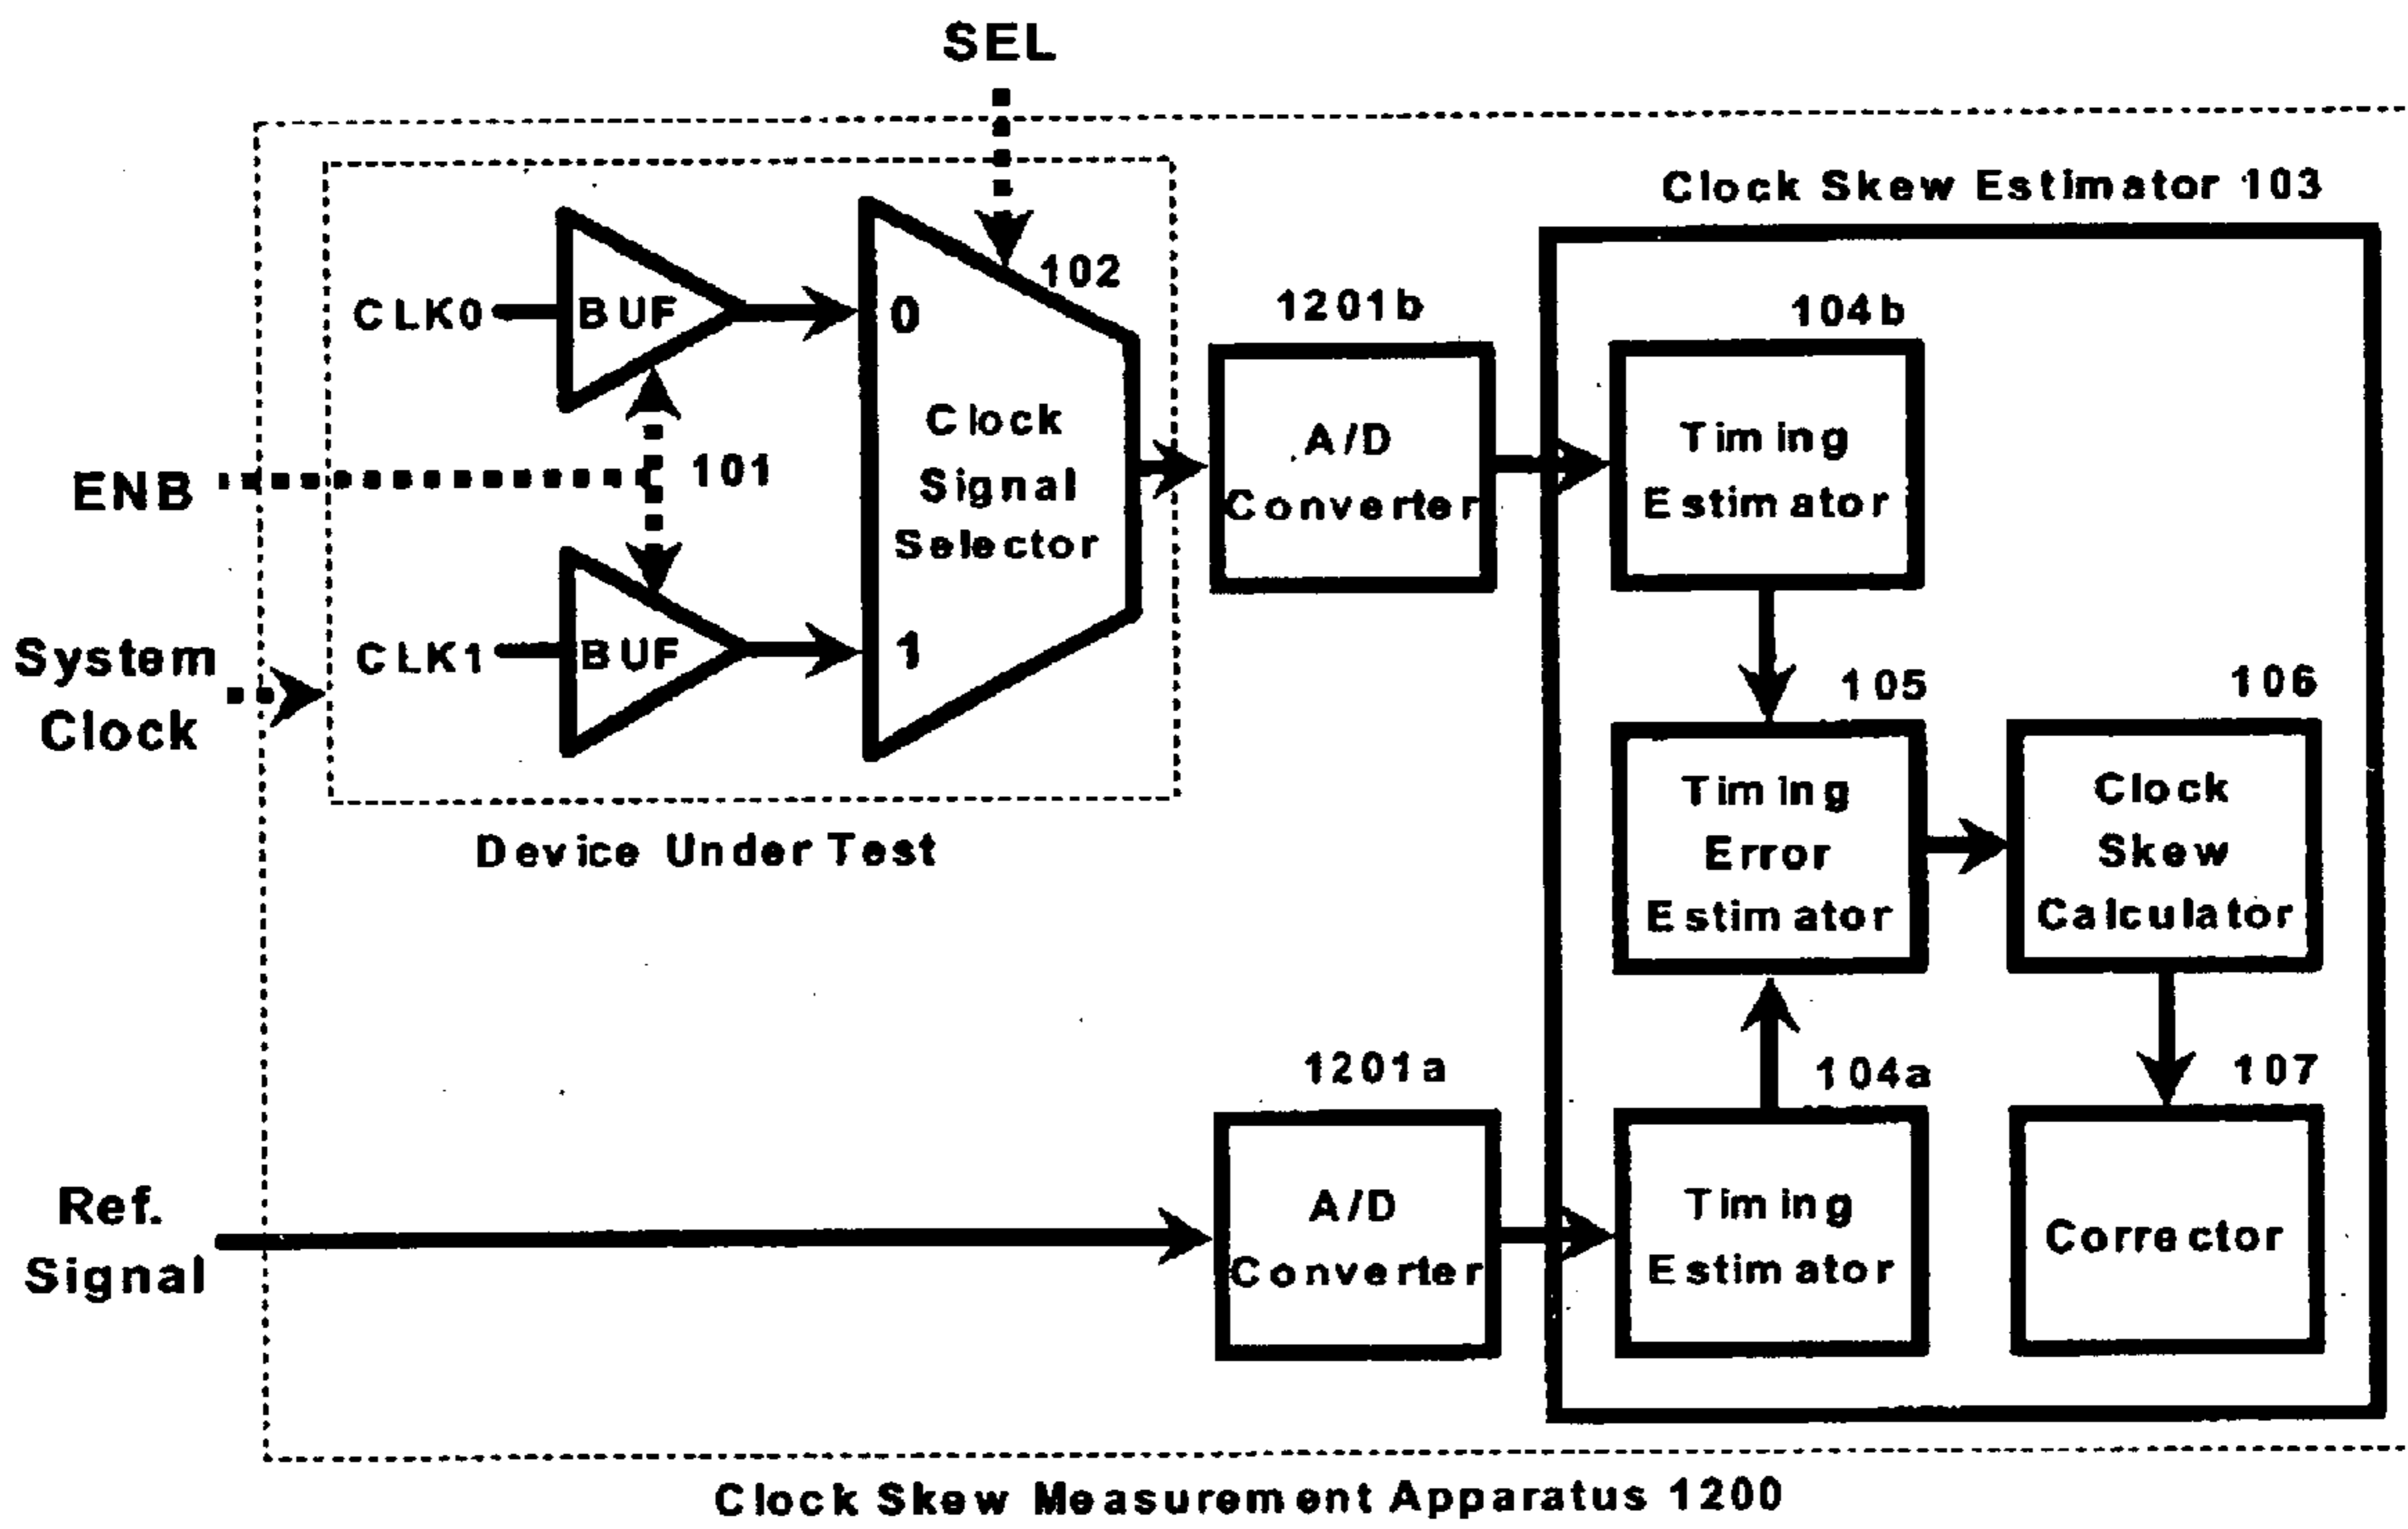 SEL
Clock Skew Estimator 103
102
1201b
104b
CLK0
BUF
0
Clock
Signal
Selector
A/D
Converter
Timing
Estimator
ENB
101
System
Clock
CLK1
BUF
1
105
106
Timing
Error
Estimator
Clock
Skew
Calculator
Device Under Test
1201a
104a
107
Ref.
Signal
A/D
Converter
Timing
Estimator
Corrector
Clock Skew Measurement Apparatus 1200